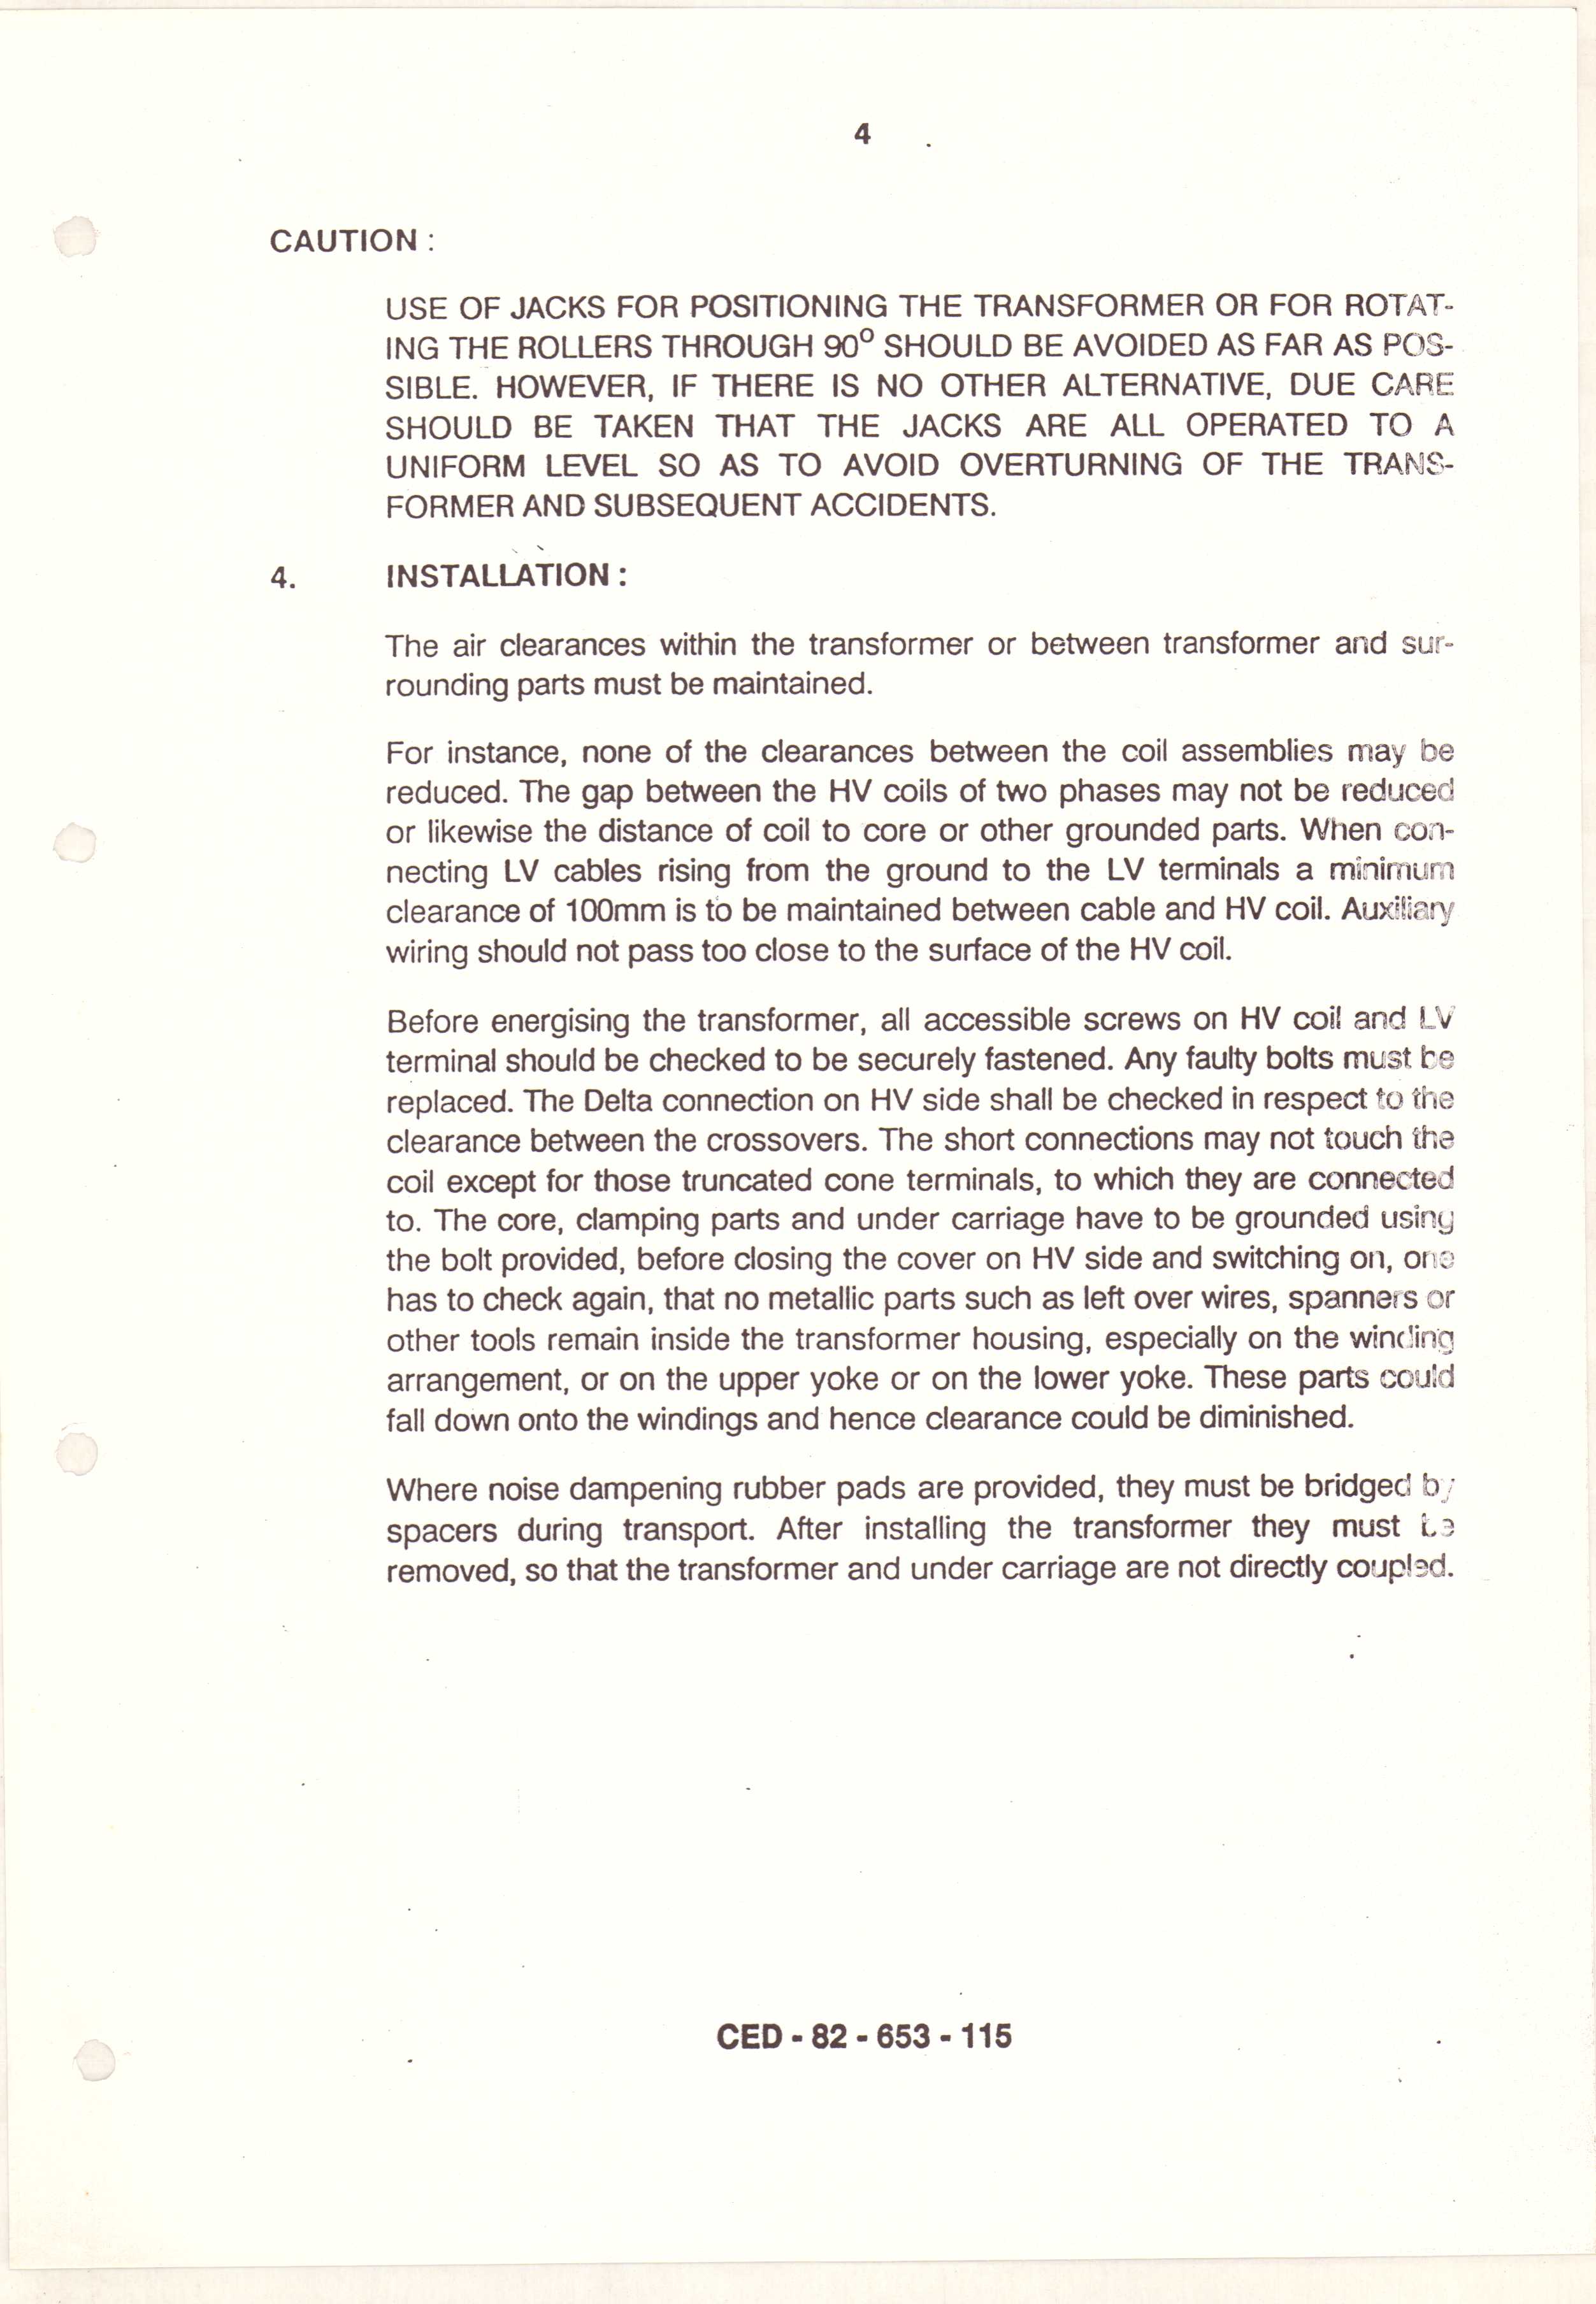 4
CAUTION :
USE OF JACKS FOR POSITIONING THE TRANSFORMER OR FOR ROTAT-
ING THE ROLLERS THROUGH 90º SHOULD BE AVOIDED AS FAR AS POS-
SIBLE. HOWEVER, IF THERE IS NO OTHER ALTERNATIVE, DUE CARE
SHOULD BE TAKEN THAT THE JACKS ARE ALL OPERATED TO A
UNIFORM LEVEL SO AS TO AVOID OVERTURNING OF THE TRANS-
FORMER AND SUBSEQUENT ACCIDENTS.
4. INSTALLATION :
The air clearances within the transformer or between transformer and sur-
rounding parts must be maintained.
For instance, none of the clearances between the coil assemblies may be
reduced. The gap between the HV coils of two phases may not be reduced
or likewise the distance of coil to core or other grounded parts. When con-
necting LV cables rising from the ground to the LV terminals a minimum
clearance of 100mm is to be maintained between cable and HV coil. Auxiliary
wiring should not pass too close to the surface of the HV coil.
Before energising the transformer, all accessible screws on HV coil and LV
terminal should be checked to be securely fastened. Any faulty bolts must be
replaced. The Delta connection on HV side shall be checked in respect to the
clearance between the crossovers. The short connections may not touch the
coil except for those truncated cone terminals, to which they are connected
to. The core, clamping parts and under carriage have to be grounded using
the bolt provided, before closing the cover on HV side and switching on, one
has to check again, that no metallic parts such as left over wires, spanners or
other tools remain inside the transformer housing, especially on the winding
arrangement, or on the upper yoke or on the lower yoke. These parts could
fall down onto the windings and hence clearance could be diminished.
Where noise dampening rubber pads are provided, they must be bridged by
spacers during transport. After installing the transformer they must be
removed, so that the transformer and under carriage are not directly coupled.
CED - 82 - 653 - 115